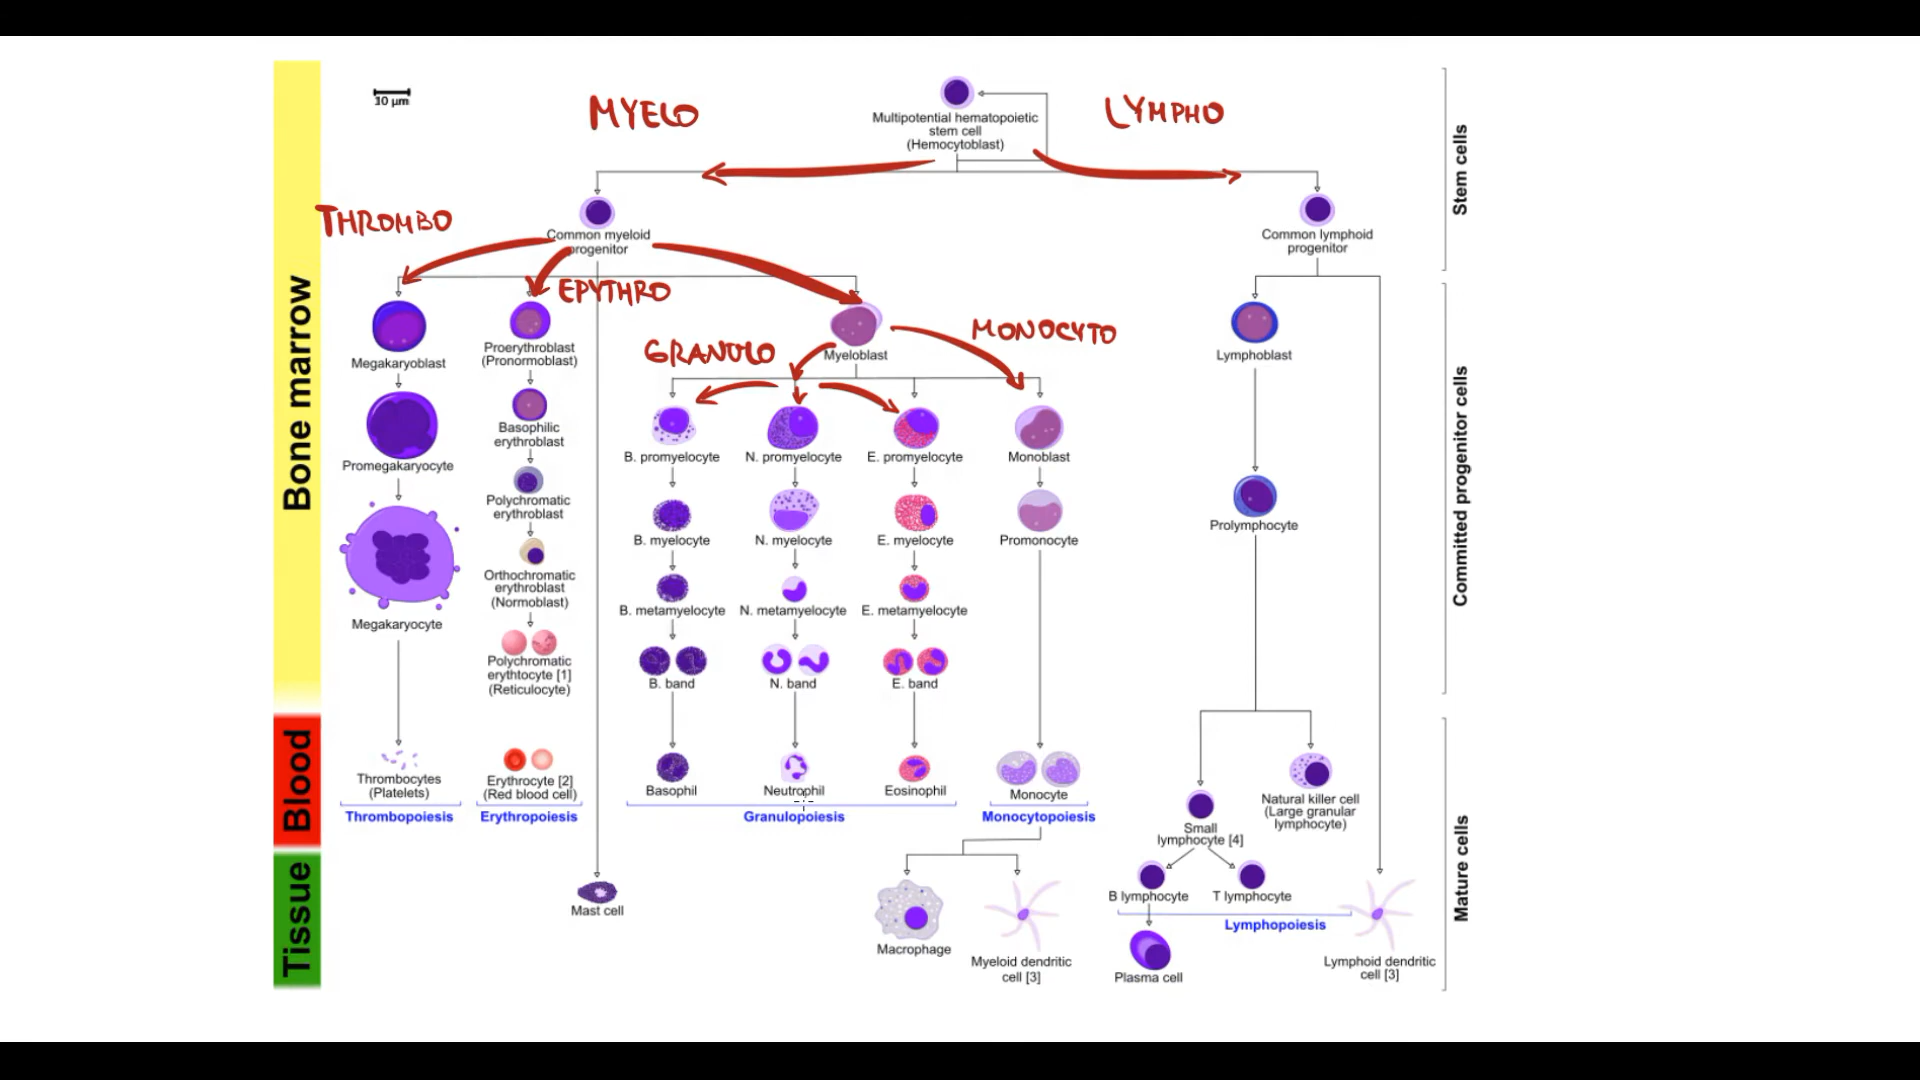 10 µm
MYELO
LYMPHO
Multipotential hematopoietic
stem cell
(Hemocytoblast)
THROMBO
Common myeloid
progenitor
Common lymphoid
progenitor
EPYTHRO
Megakaryoblast
Proerythroblast
(Pronormoblast)
GRANULO
Myeloblast
MONOCYTO
Lymphoblast
Promegakaryocyte
Basophilic
erythroblast
B. promyelocyte
N. promyelocyte
E. promyelocyte
Monoblast
Polychromatic
erythroblast
B. myelocyte
N. myelocyte
E. myelocyte
Promonocyte
Prolymphocyte
Orthochromatic
erythroblast
(Normoblast)
B. metamyelocyte
N. metamyelocyte
E. metamyelocyte
Megakaryocyte
Polychromatic
erythtocyte [1]
(Reticulocyte)
B. band
N. band
E. band
Thrombocytes
(Platelets)
Erythrocyte [2]
(Red blood cell)
Basophil
Neutrophil
Eosinophil
Monocyte
Natural killer cell
(Large granular
lymphocyte)
Thrombopoiesis
Erythropoiesis
Granulopoiesis
Monocytopoiesis
Small
lymphocyte [4]
B lymphocyte
T lymphocyte
Mast cell
Lymphopoiesis
Macrophage
Myeloid dendritic
cell [3]
Plasma cell
Lymphoid dendritic
cell [3]
Bone marrow
Blood
Tissue
Stem cells
Committed progenitor cells
Mature cells